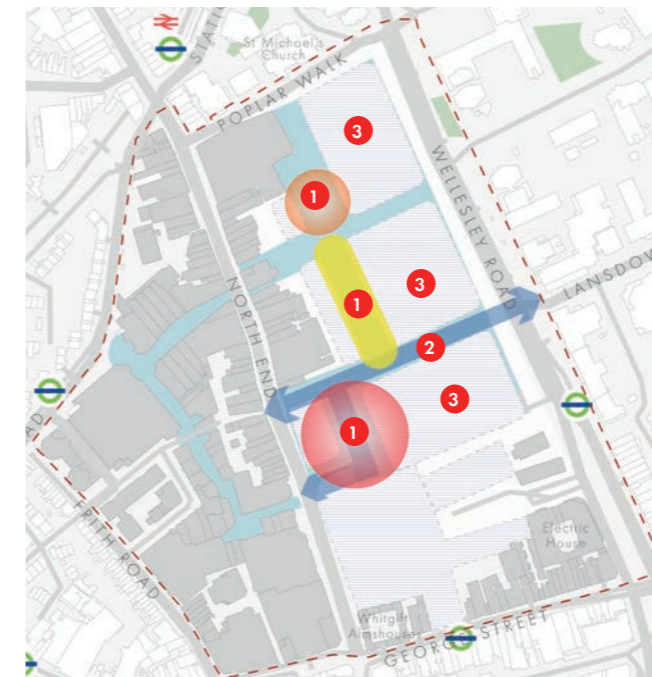 St Michael's
Church
POPLAR WALK
3
1
WELLESLEY ROAD
NORTH END
1
3
2
3
1
FRITH ROAD
Electric
House
Whitgift
Almshouses
GEORGE STREET